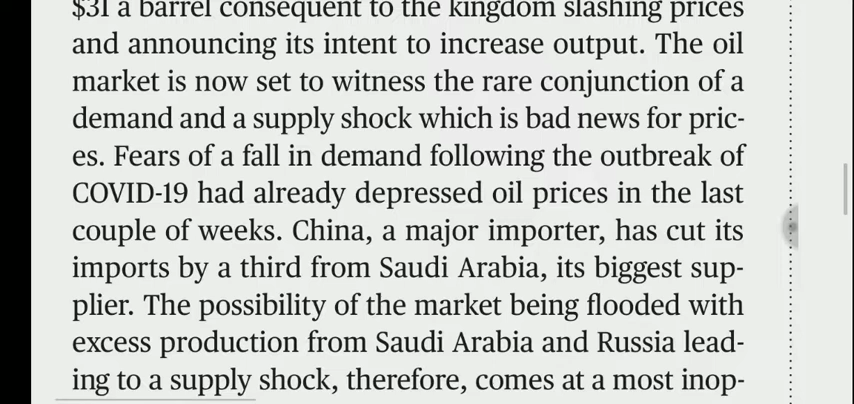 $31 a barrel consequent to the kingdom slashing prices
and announcing its intent to increase output. The oil
market is now set to witness the rare conjunction of a
demand and a supply shock which is bad news for pric-
es. Fears of a fall in demand following the outbreak of
COVID-19 had already depressed oil prices in the last
couple of weeks. China, a major importer, has cut its
imports by a third from Saudi Arabia, its biggest sup-
plier. The possibility of the market being flooded with
excess production from Saudi Arabia and Russia lead-
ing to a supply shock, therefore, comes at a most inop-